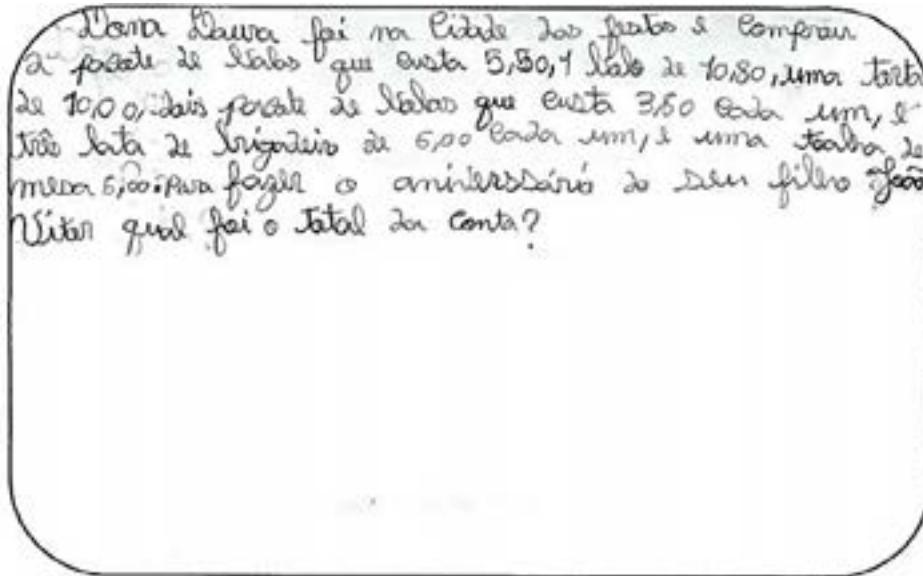 Dona Laura foi na Cidade das festas e Comprou
2 pacote de balas que custa 5,50, 1 bolo de 10,80, uma torta
de 10,00, dois pacote de balas que custa 3,50 cada um, e
três lata de brigadeiro de 6,00 cada um, e uma toalha de
mesa 6,00 para fazer o aniverssário do seu filho João
Vitor qual foi o total da conta?